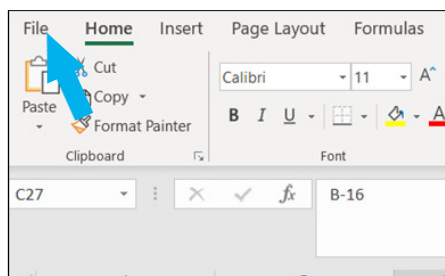 File Home Insert Page Layout Formulas
Cut
Calibri 11 A^
Copy
Paste
B I U A
Format Painter
Clipboard Font
C27 fx B-16